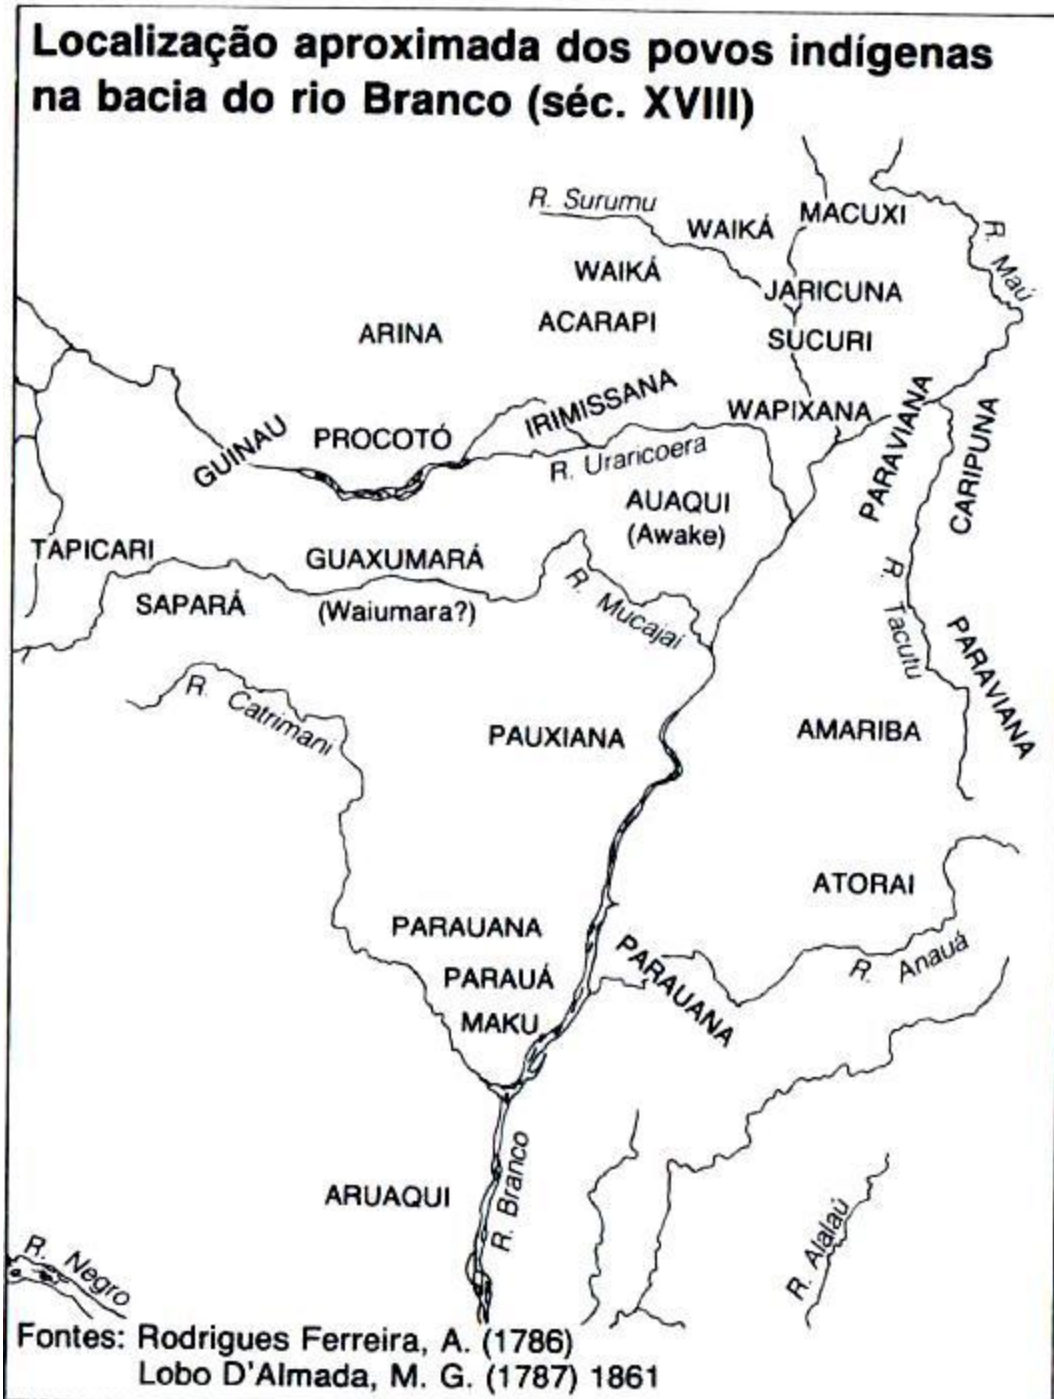 Localização aproximada dos povos indígenas
na bacia do rio Branco (séc. XVIII)
R. Surumu
WAIKÁ
MACUXI
R. Maú
WAIKÁ
JARICUNA
ARINA
ACARAPI
SUCURI
IRIMISSANA
WAPIXANA
PARAVIANA
CARIPUNA
GUINAU
PROCOTÓ
R. Uraricoera
AUAQUI
(Awake)
TAPICARI
GUAXUMARÁ
SAPARÁ
(Waiumara?)
R. Mucajai
R. Tacutu
PARAVIANA
R. Catrimani
PAUXIANA
AMARIBA
ATORAI
PARAUANA
PARAUÁ
PARAUANA
R. Anauá
MAKU
ARUAQUI
R. Branco
R. Alalaú
R. Negro
Fontes: Rodrigues Ferreira, A. (1786)
Lobo D'Almada, M. G. (1787) 1861